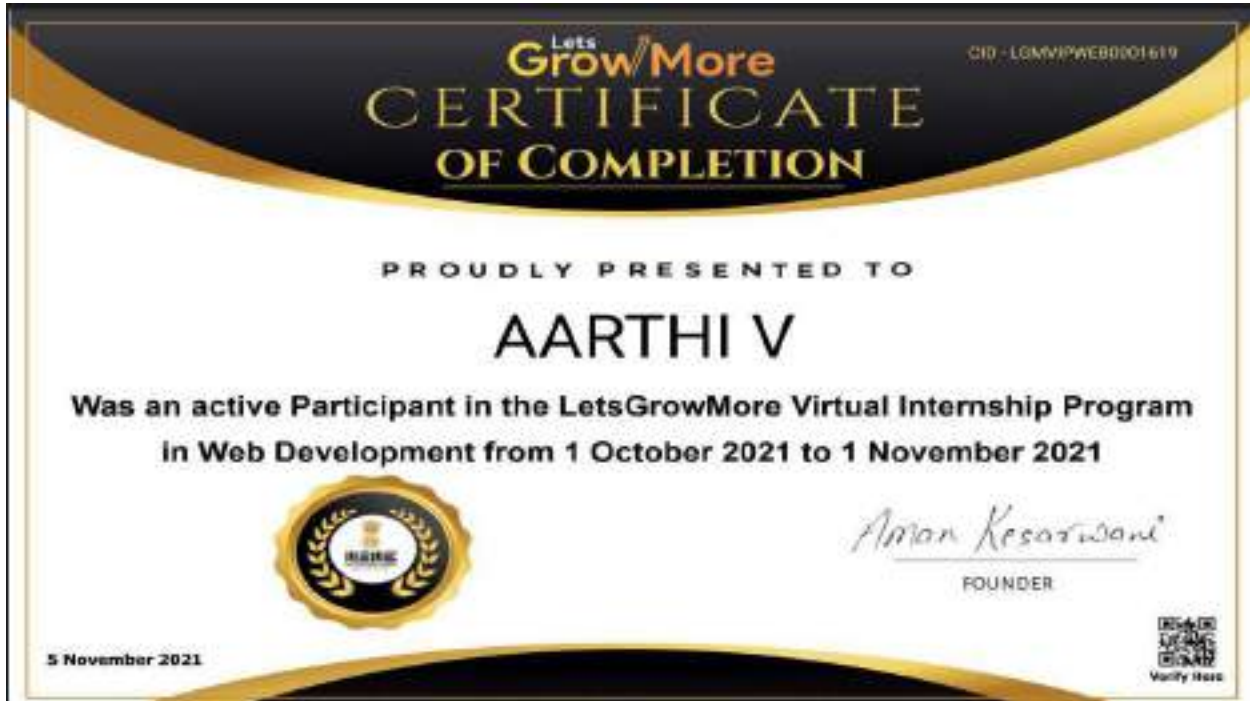 Lets
GrowMore
CID - LGMVIPWEB0001619
CERTIFICATE
OF COMPLETION
PROUDLY PRESENTED TO
AARTHI V
Was an active Participant in the LetsGrowMore Virtual Internship Program
in Web Development from 1 October 2021 to 1 November 2021
Aman Kesarwani
FOUNDER
5 November 2021
Verify Here